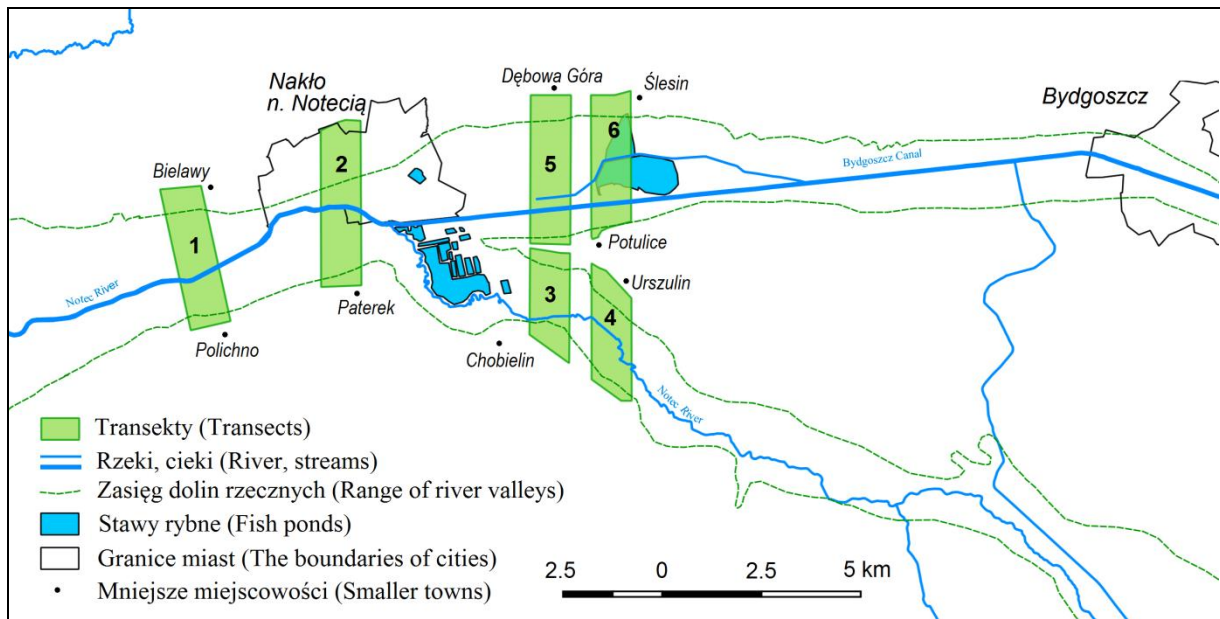 Nakło
n. Notecią
Dębowa Góra
Ślesin
Bydgoszcz
6
2
5
Bydgoszcz Canal
Bielawy
1
Potulice
Urszulin
Notec River
3
4
Paterek
Polichno
Chobielin
Notec River
Transekty (Transects)
Rzeki, cieki (River, streams)
Zasięg dolin rzecznych (Range of river valleys)
Stawy rybne (Fish ponds)
Granice miast (The boundaries of cities)
Mniejsze miejscowości (Smaller towns)
2.5 0 2.5 5 km